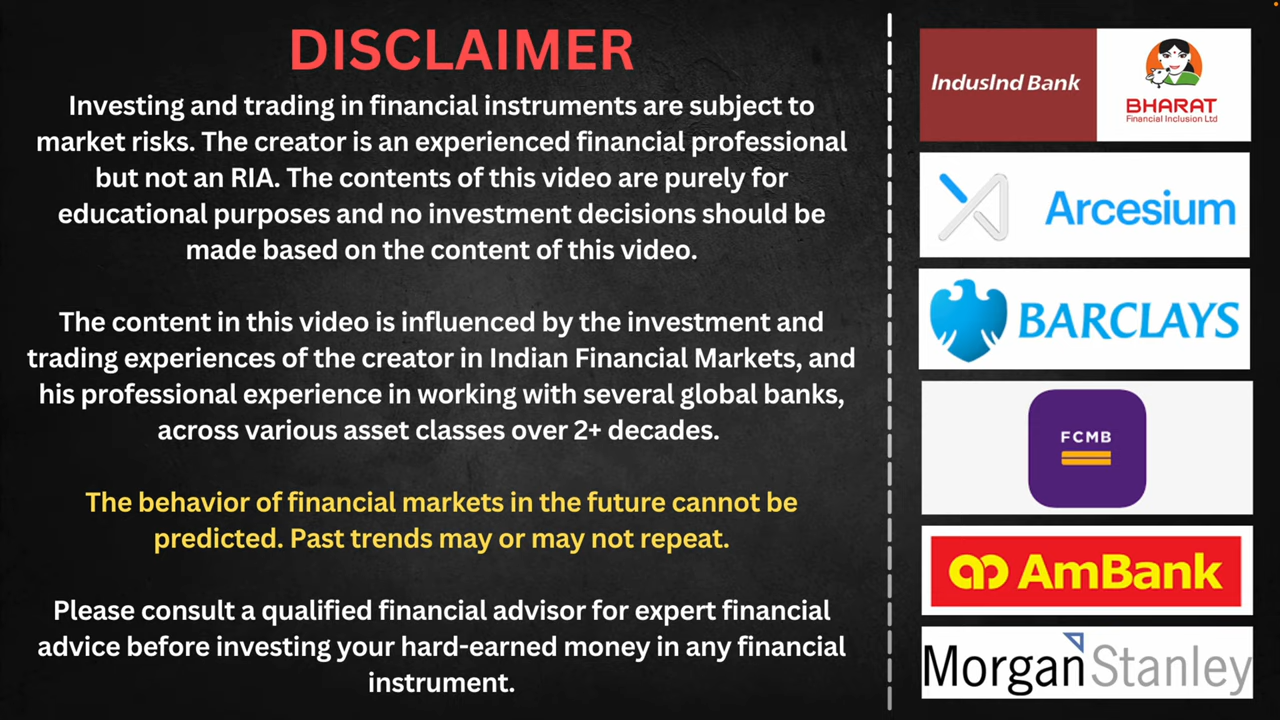 DISCLAIMER
Investing and trading in financial instruments are subject to
market risks. The creator is an experienced financial professional
but not an RIA. The contents of this video are purely for
educational purposes and no investment decisions should be
made based on the content of this video.
The content in this video is influenced by the investment and
trading experiences of the creator in Indian Financial Markets, and
his professional experience in working with several global banks,
across various asset classes over 2+ decades.
The behavior of financial markets in the future cannot be
predicted. Past trends may or may not repeat.
Please consult a qualified financial advisor for expert financial
advice before investing your hard-earned money in any financial
instrument.
IndusInd Bank
BHARAT
Financial Inclusion Ltd
Arcesium
BARCLAYS
FCMB
AmBank
Morgan Stanley